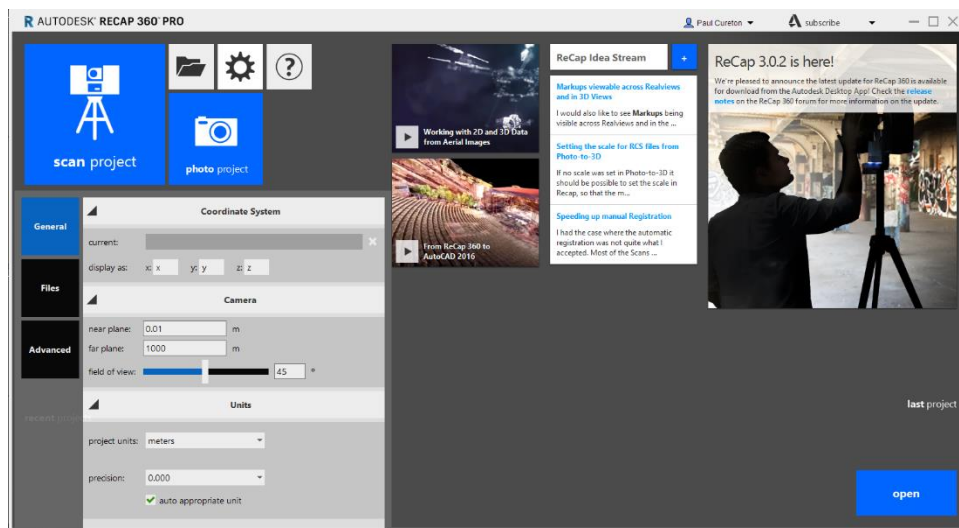 R AUTODESK® RECAP 360™ PRO
Paul Cureton
subscribe
scan project
photo project
General
Files
Advanced
Coordinate System
current:
display as: x: x y: y z: z
Camera
near plane: 0.01 m
far plane: 1000 m
field of view: 45 °
Units
project units: meters
precision: 0.000
auto appropriate unit
Working with 2D and 3D Data
from Aerial Images
From ReCap 360 to
AutoCAD 2016
ReCap Idea Stream +
Markups viewable across Realviews
and in 3D Views
I would also like to see Markups being
visible across Realviews and in the ...
Setting the scale for RCS files from
Photo-to-3D
If no scale was set in Photo-to-3D it
should be possible to set the scale in
Recap, so that the m...
Speeding up manual Registration
I had the case where the automatic
registration was not quite what I
accepted. Most of the Scans ...
ReCap 3.0.2 is here!
We're pleased to announce the latest update for ReCap 360 is available
for download from the Autodesk Desktop App! Check the release
notes on the ReCap 360 forum for more information on the update.
last project
open